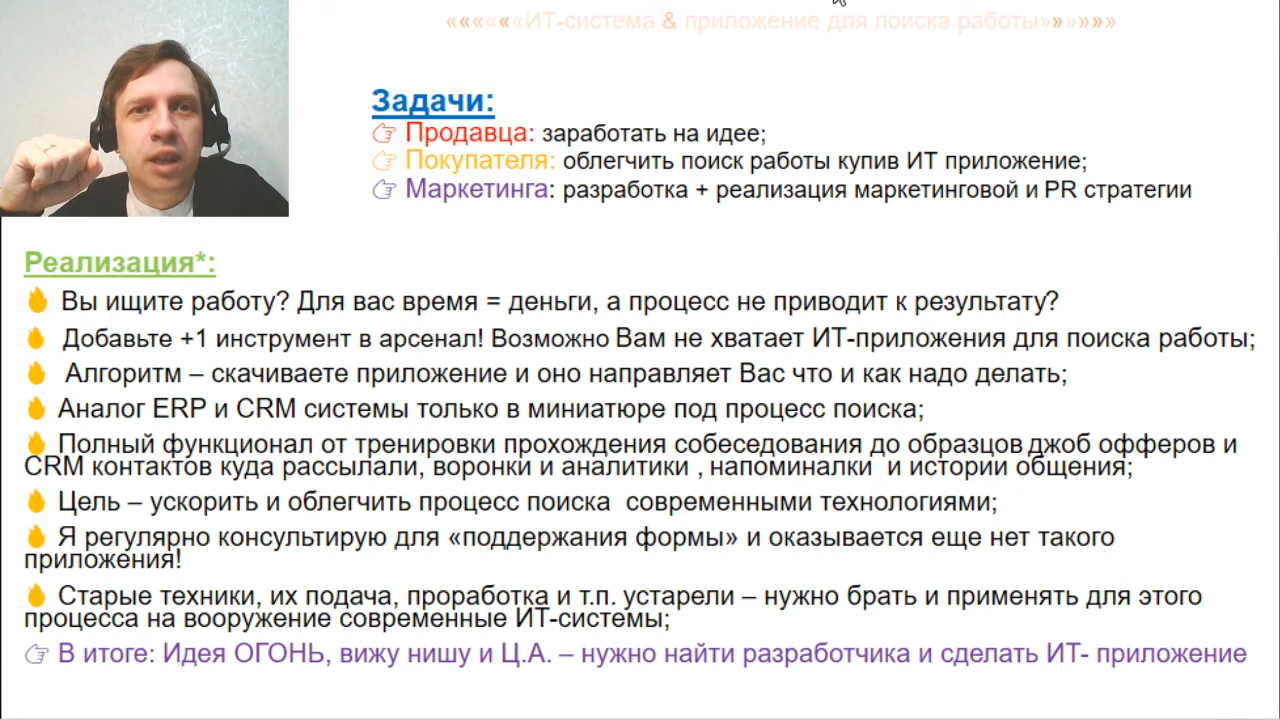 «««««ИТ-система & приложение для поиска работы»»»»»»
Задачи:
👉 Продавца: заработать на идее;
👉 Покупателя: облегчить поиск работы купив ИТ приложение;
👉 Маркетинга: разработка + реализация маркетинговой и PR стратегии
Реализация*:
🔥 Вы ищите работу? Для вас время = деньги, а процесс не приводит к результату?
🔥 Добавьте +1 инструмент в арсенал! Возможно Вам не хватает ИТ-приложения для поиска работы;
🔥 Алгоритм – скачиваете приложение и оно направляет Вас что и как надо делать;
🔥 Аналог ERP и CRM системы только в миниатюре под процесс поиска;
🔥 Полный функционал от тренировки прохождения собеседования до образцов джоб офферов и
CRM контактов куда рассылали, воронки и аналитики , напоминалки и истории общения;
🔥 Цель – ускорить и облегчить процесс поиска современными технологиями;
🔥 Я регулярно консультирую для «поддержания формы» и оказывается еще нет такого
приложения!
🔥 Старые техники, их подача, проработка и т.п. устарели – нужно брать и применять для этого
процесса на вооружение современные ИТ-системы;
👉 В итоге: Идея ОГОНЬ, вижу нишу и Ц.А. – нужно найти разработчика и сделать ИТ- приложение